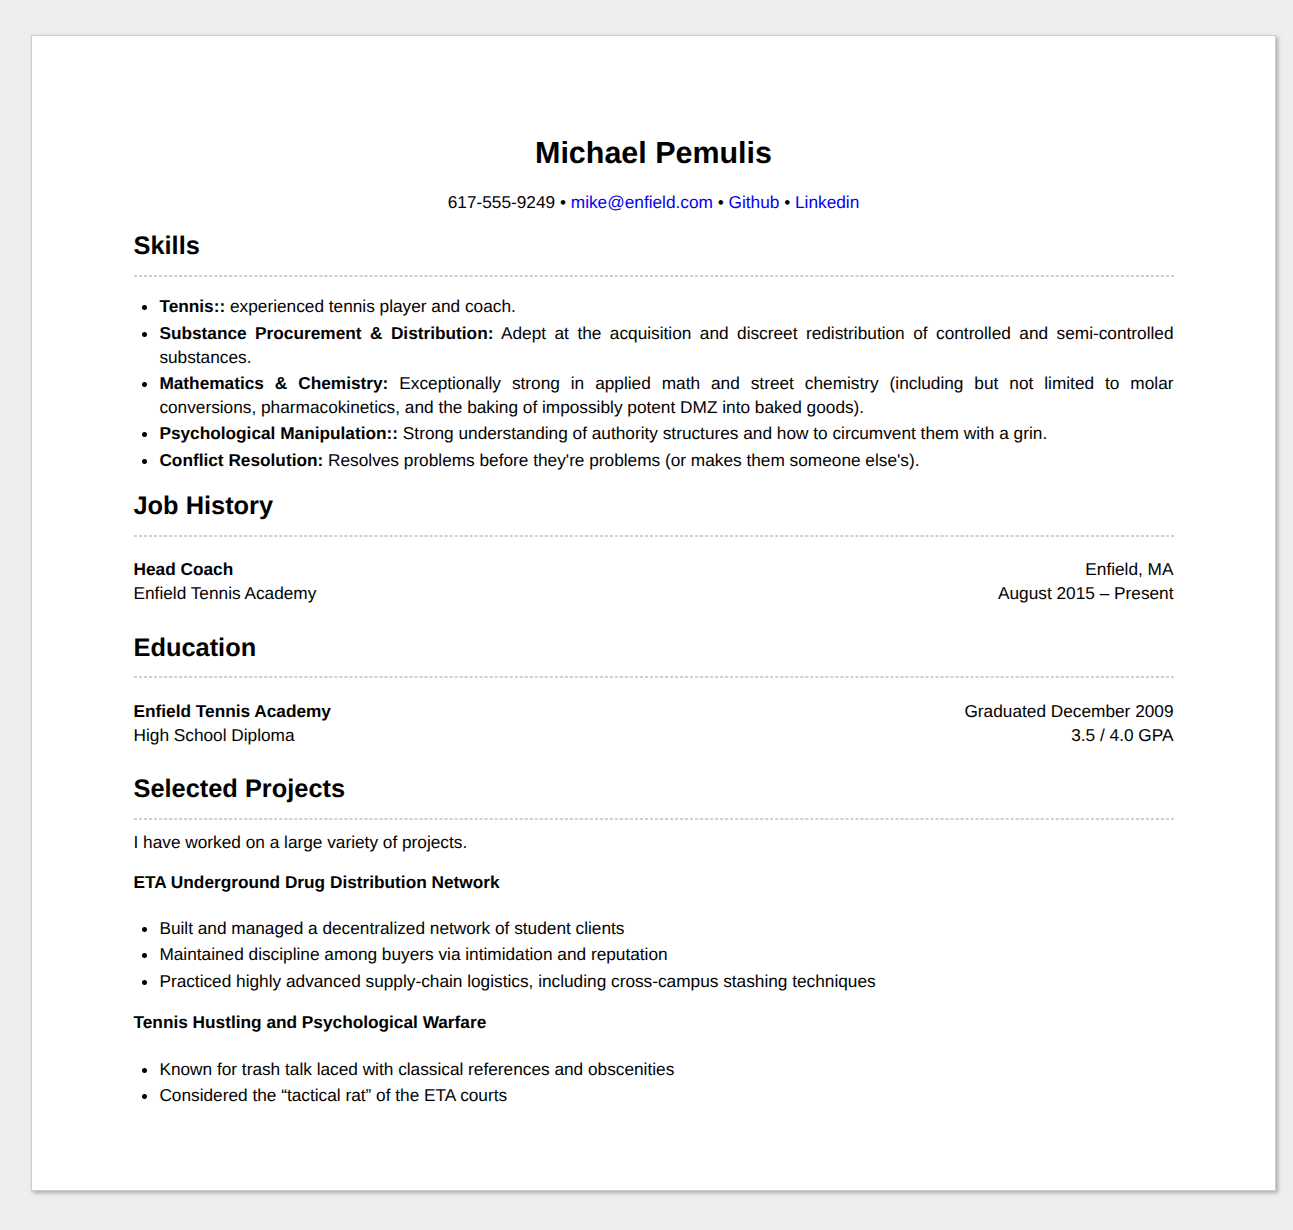 Michael Pemulis
617-555-9249 • mike@enfield.com • Github • Linkedin
Skills
• Tennis:: experienced tennis player and coach.
• Substance Procurement & Distribution: Adept at the acquisition and discreet redistribution of controlled and semi-controlled
substances.
• Mathematics & Chemistry: Exceptionally strong in applied math and street chemistry (including but not limited to molar
conversions, pharmacokinetics, and the baking of impossibly potent DMZ into baked goods).
• Psychological Manipulation:: Strong understanding of authority structures and how to circumvent them with a grin.
• Conflict Resolution: Resolves problems before they're problems (or makes them someone else's).
Job History
Head Coach Enfield, MA
Enfield Tennis Academy August 2015 – Present
Education
Enfield Tennis Academy Graduated December 2009
High School Diploma 3.5 / 4.0 GPA
Selected Projects
I have worked on a large variety of projects.
ETA Underground Drug Distribution Network
• Built and managed a decentralized network of student clients
• Maintained discipline among buyers via intimidation and reputation
• Practiced highly advanced supply-chain logistics, including cross-campus stashing techniques
Tennis Hustling and Psychological Warfare
• Known for trash talk laced with classical references and obscenities
• Considered the “tactical rat” of the ETA courts